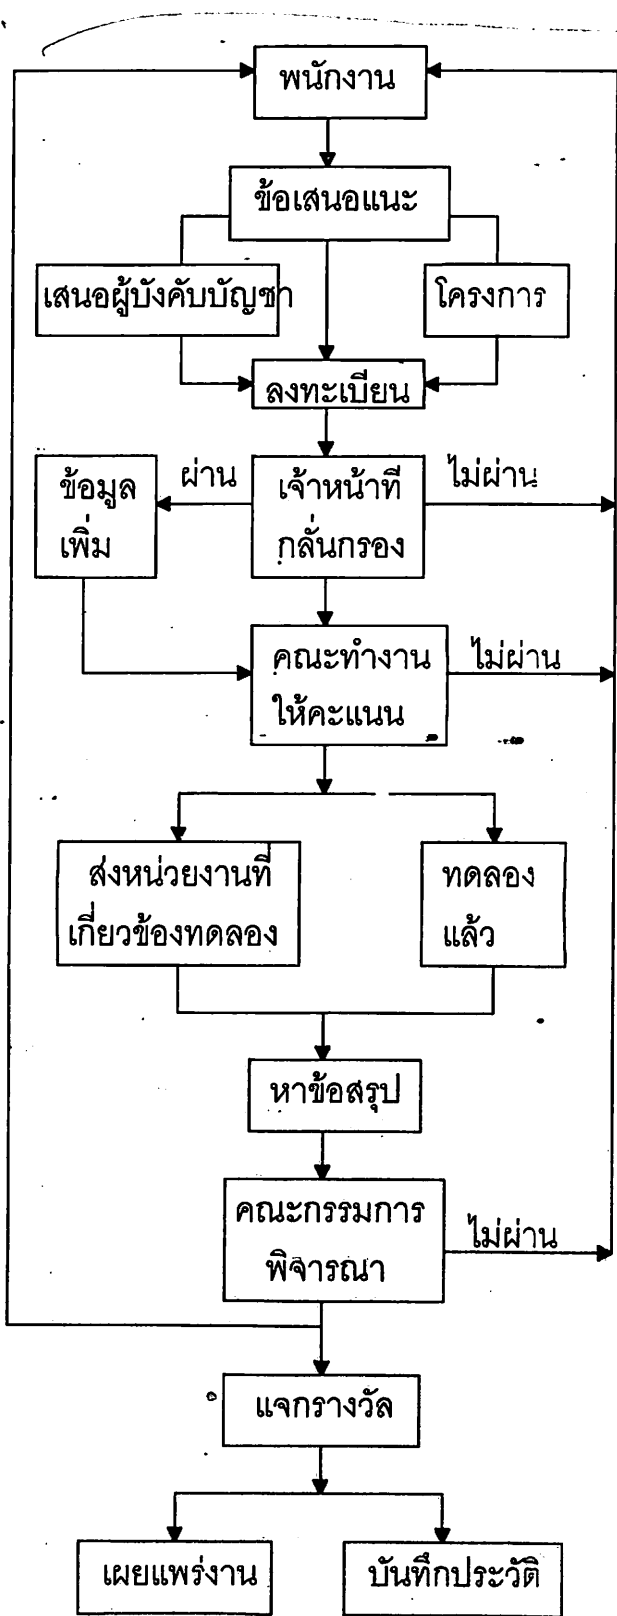 พนักงาน
ข้อเสนอแนะ
เสนอผู้บังคับบัญชา
โครงการ
ลงทะเบียน
ข้อมูล
เพิ่ม
ผ่าน
เจ้าหน้าที่
กลั่นกรอง
ไม่ผ่าน
คณะทำงาน
ให้คะแนน
ไม่ผ่าน
ส่งหน่วยงานที่
เกี่ยวข้องทดลอง
ทดลอง
แล้ว
หาข้อสรุป
คณะกรรมการ
พิจารณา
ไม่ผ่าน
แจกรางวัล
เผยแพร่งาน
บันทึกประวัติ